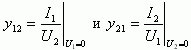 y₁₂ = I₁/U₂ |U₁=0 и y₂₁ = I₂/U₁ |U₂=0